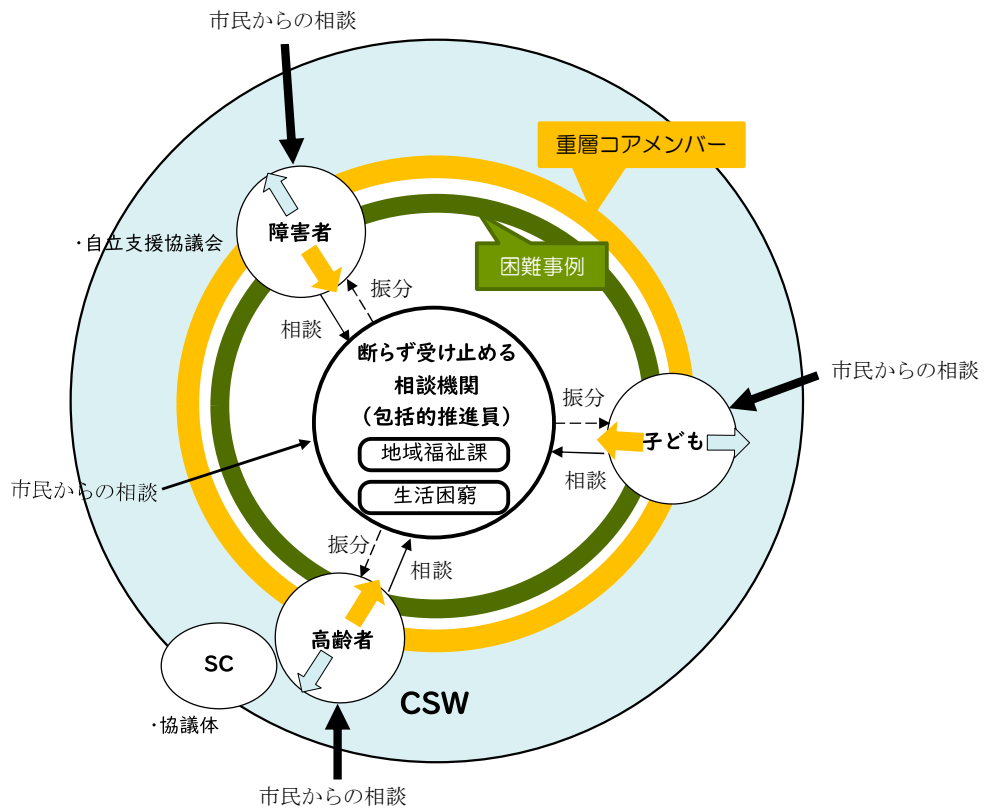 市民からの相談
重層コアメンバー
障害者
・自立支援協議会
困難事例
振分
相談
断らず受け止める
相談機関
（包括的推進員）
地域福祉課
生活困窮
市民からの相談
振分
子ども
相談
市民からの相談
振分
相談
高齢者
SC
CSW
・協議体
市民からの相談